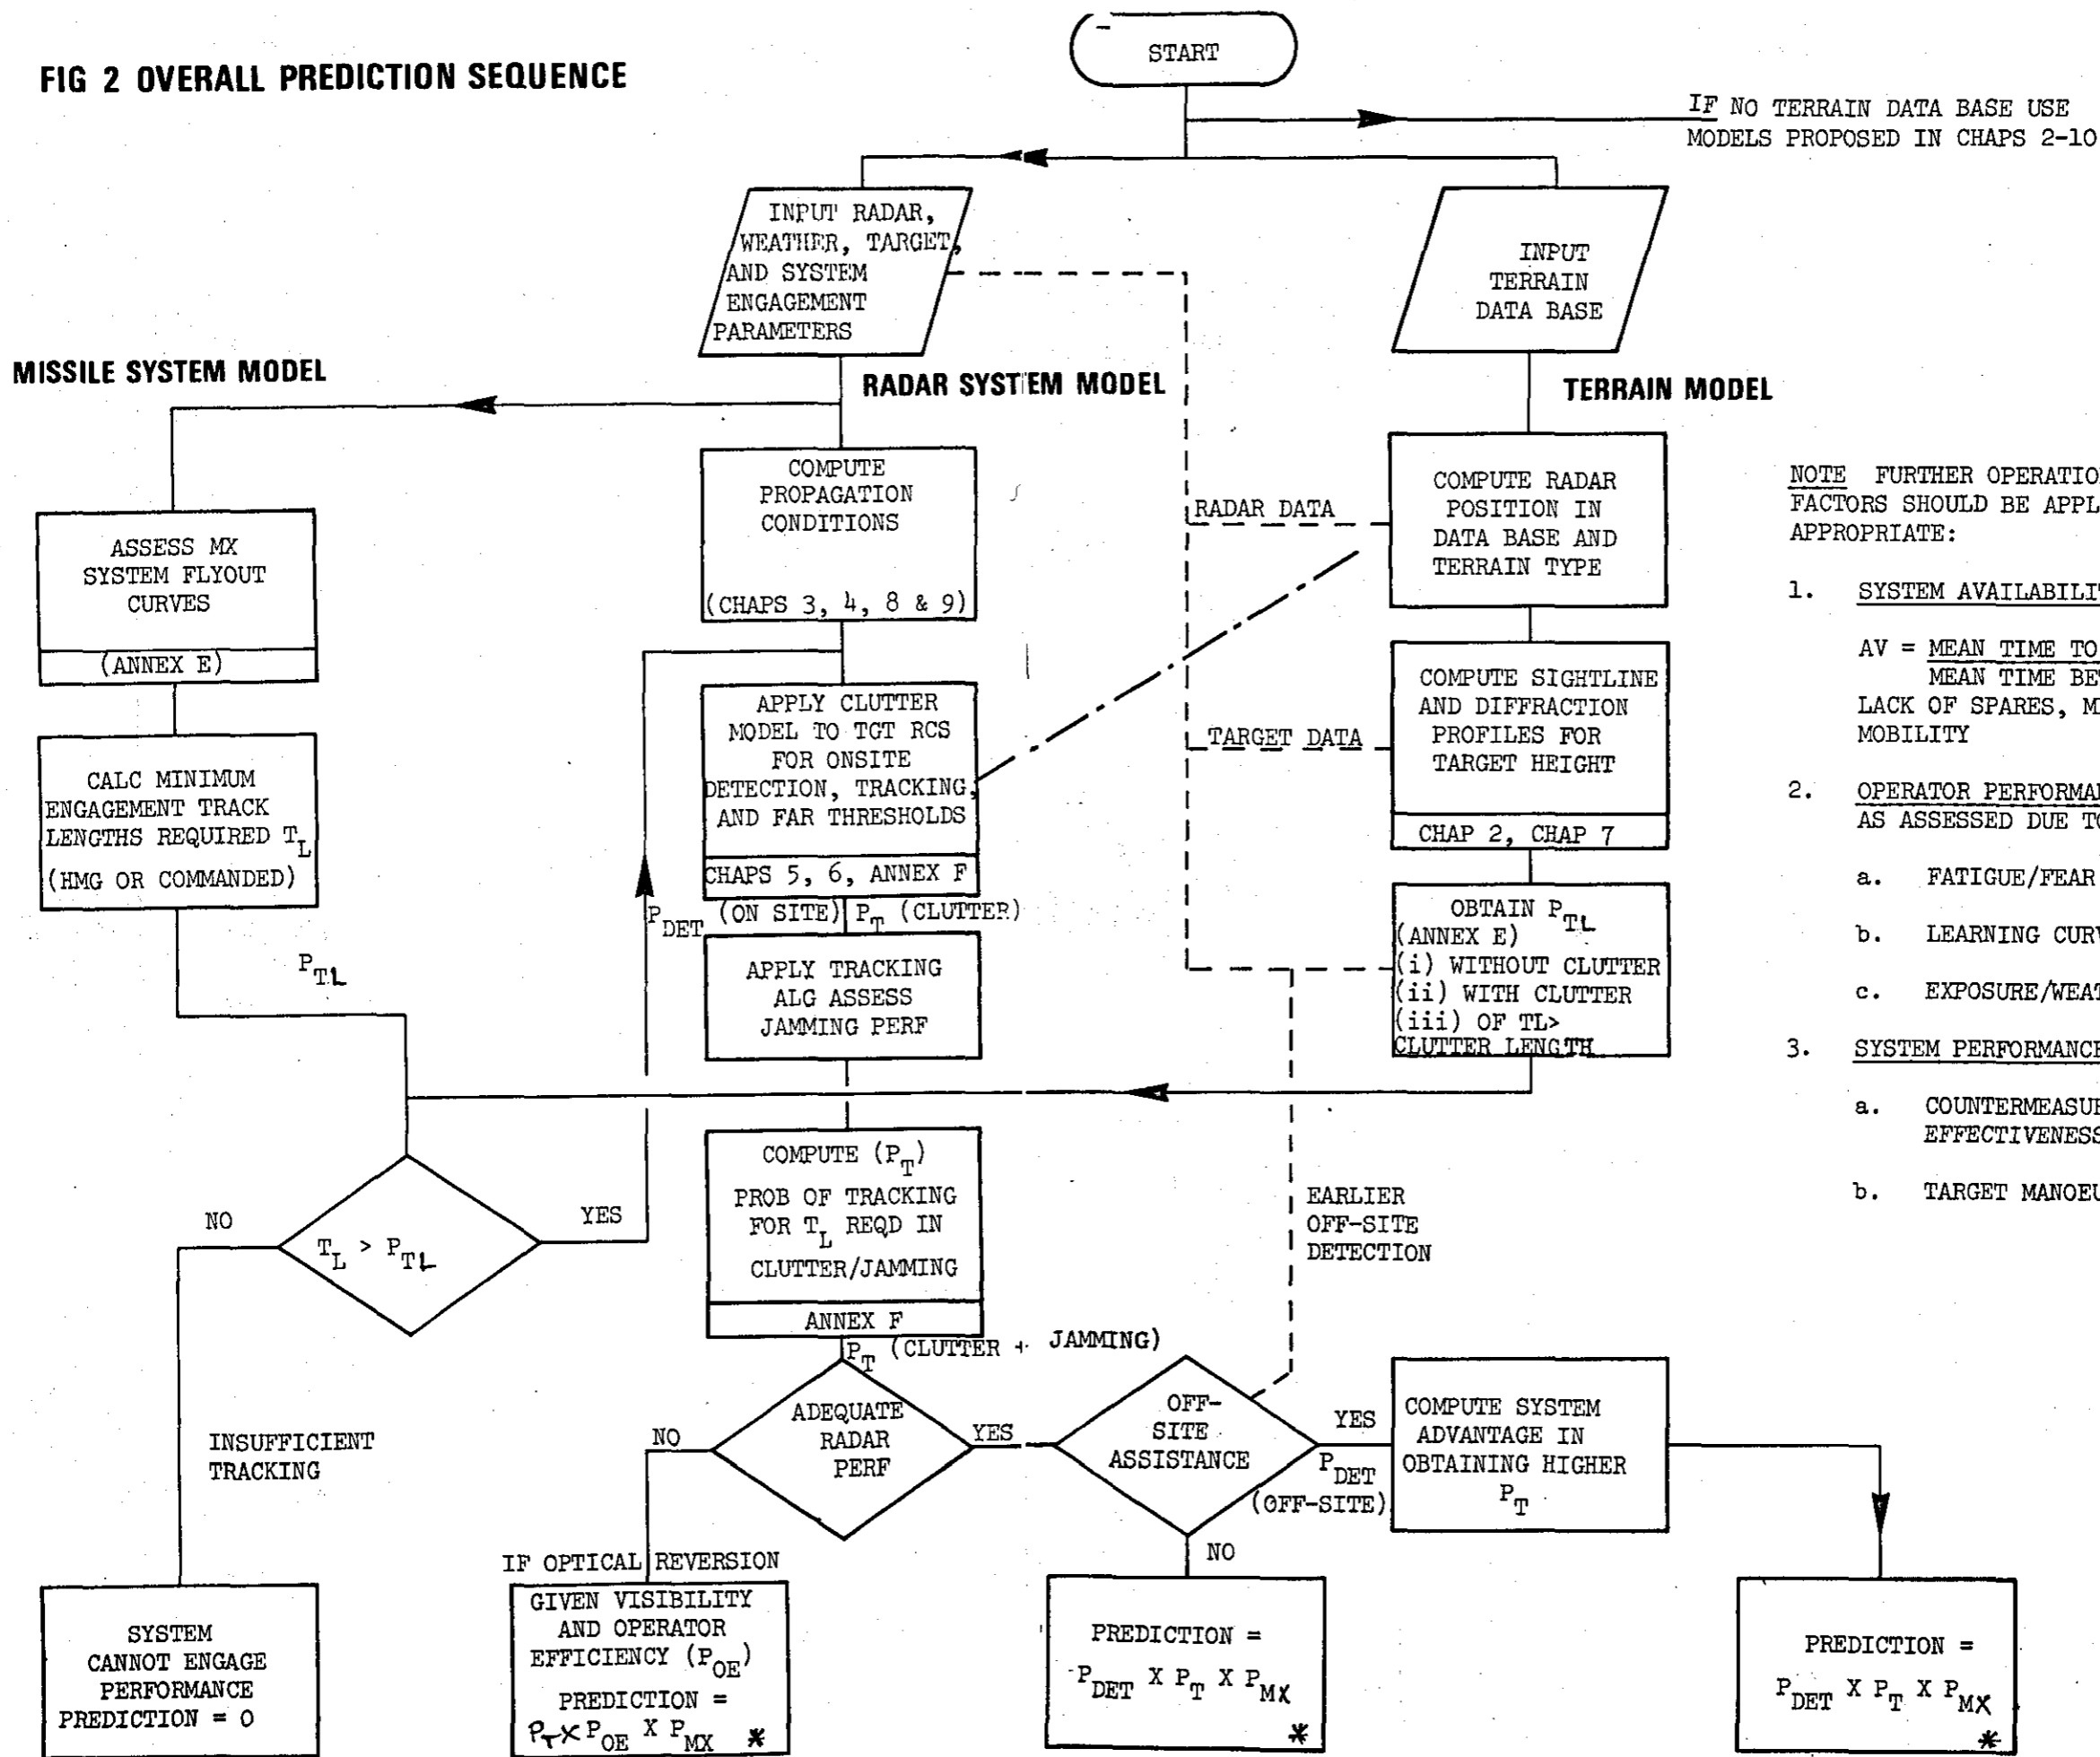 FIG 2 OVERALL PREDICTION SEQUENCE
START
IF NO TERRAIN DATA BASE USE
MODELS PROPOSED IN CHAPS 2-10
INPUT RADAR,
WEATHER, TARGET,
AND SYSTEM
ENGAGEMENT
PARAMETERS
INPUT
TERRAIN
DATA BASE
MISSILE SYSTEM MODEL
RADAR SYSTEM MODEL
TERRAIN MODEL
ASSESS MX
SYSTEM FLYOUT
CURVES
(ANNEX E)
CALC MINIMUM
ENGAGEMENT TRACK
LENGTHS REQUIRED TL
(HMG OR COMMANDED)
PTL
COMPUTE
PROPAGATION
CONDITIONS
(CHAPS 3, 4, 8 & 9)
APPLY CLUTTER
MODEL TO TGT RCS
FOR ONSITE
DETECTION, TRACKING,
AND FAR THRESHOLDS
CHAPS 5, 6, ANNEX F
PDET (ON SITE) PT (CLUTTER)
APPLY TRACKING
ALG ASSESS
JAMMING PERF
COMPUTE (PT)
PROB OF TRACKING
FOR TL REQD IN
CLUTTER/JAMMING
ANNEX F
PT (CLUTTER + JAMMING)
RADAR DATA
TARGET DATA
COMPUTE RADAR
POSITION IN
DATA BASE AND
TERRAIN TYPE
COMPUTE SIGHTLINE
AND DIFFRACTION
PROFILES FOR
TARGET HEIGHT
CHAP 2, CHAP 7
OBTAIN PTL
(ANNEX E)
(i) WITHOUT CLUTTER
(ii) WITH CLUTTER
(iii) OF TL>
CLUTTER LENGTH
EARLIER
OFF-SITE
DETECTION
NO
TL > PTL
YES
INSUFFICIENT
TRACKING
NO
ADEQUATE
RADAR
PERF
YES
OFF-
SITE
ASSISTANCE
YES
PDET
(OFF-SITE)
NO
COMPUTE SYSTEM
ADVANTAGE IN
OBTAINING HIGHER
PT
SYSTEM
CANNOT ENGAGE
PERFORMANCE
PREDICTION = 0
IF OPTICAL REVERSION
GIVEN VISIBILITY
AND OPERATOR
EFFICIENCY (POE)
PREDICTION =
PT X POE X PMX *
PREDICTION =
PDET X PT X PMX
*
PREDICTION =
PDET X PT X PMX
*
NOTE FURTHER OPERATION
FACTORS SHOULD BE APPL
APPROPRIATE:
1. SYSTEM AVAILABILIT
AV = MEAN TIME TO
MEAN TIME BET
LACK OF SPARES, M
MOBILITY
2. OPERATOR PERFORMAN
AS ASSESSED DUE TO
a. FATIGUE/FEAR
b. LEARNING CURV
c. EXPOSURE/WEAT
3. SYSTEM PERFORMANCE
a. COUNTERMEASUR
EFFECTIVENESS
b. TARGET MANOEU